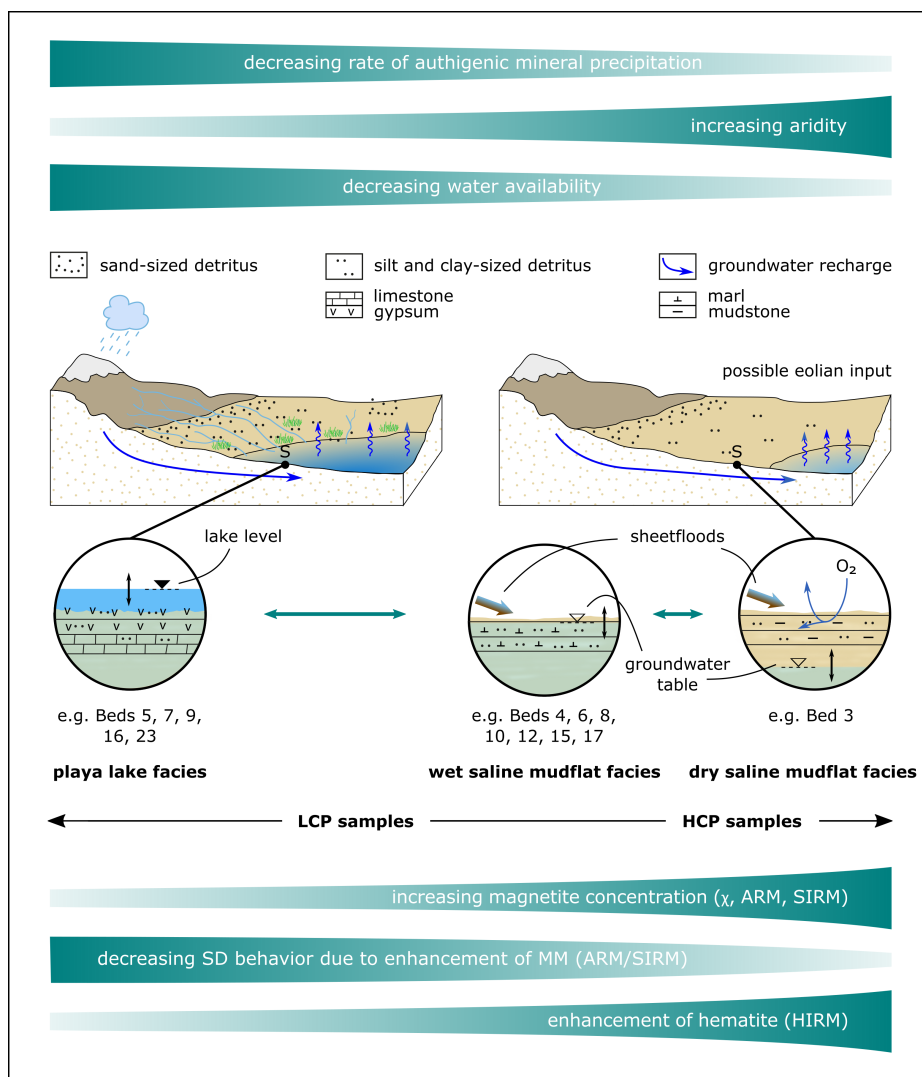 decreasing rate of authigenic mineral precipitation
increasing aridity
decreasing water availability
sand-sized detritus
silt and clay-sized detritus
groundwater recharge
limestone
gypsum
marl
mudstone
possible eolian input
S
S
lake level
sheetfloods
O₂
groundwater
table
e.g. Beds 5, 7, 9,
16, 23
e.g. Beds 4, 6, 8,
10, 12, 15, 17
e.g. Bed 3
playa lake facies
wet saline mudflat facies
dry saline mudflat facies
LCP samples
HCP samples
increasing magnetite concentration (χ, ARM, SIRM)
decreasing SD behavior due to enhancement of MM (ARM/SIRM)
enhancement of hematite (HIRM)